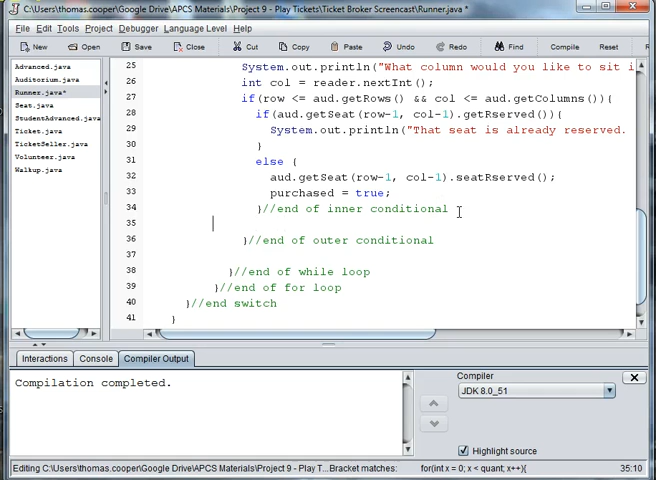 C:\Users\thomas.cooper\Google Drive\APCS Materials\Project 9 - Play Tickets\Ticket Broker Screencast\Runner.java *
File Edit Tools Project Debugger Language Level Help
New Open Save Close Cut Copy Paste Undo Redo Find Compile Reset
Advanced.java
Auditorium.java
Runner.java*
Seat.java
StudentAdvanced.java
Ticket.java
TicketSeller.java
Volunteer.java
Walkup.java
25 System.out.println("What column would you like to sit i
26 int col = reader.nextInt();
27 if(row <= aud.getRows() && col <= aud.getColumns()){
28 if(aud.getSeat(row-1, col-1).getRserved()){
29 System.out.println("That seat is already reserved.
30 }
31 else {
32 aud.getSeat(row-1, col-1).seatRserved();
33 purchased = true;
34 }//end of inner conditional
35
36 }//end of outer conditional
37
38 }//end of while loop
39 }//end of for loop
40 }//end switch
41 }
Interactions Console Compiler Output
Compilation completed.
Compiler
JDK 8.0_51
Highlight source
Editing C:\Users\thomas.cooper\Google Drive\APCS Materials\Project 9 - Play T...Bracket matches: for(int x = 0; x < quant; x++){ 35:10